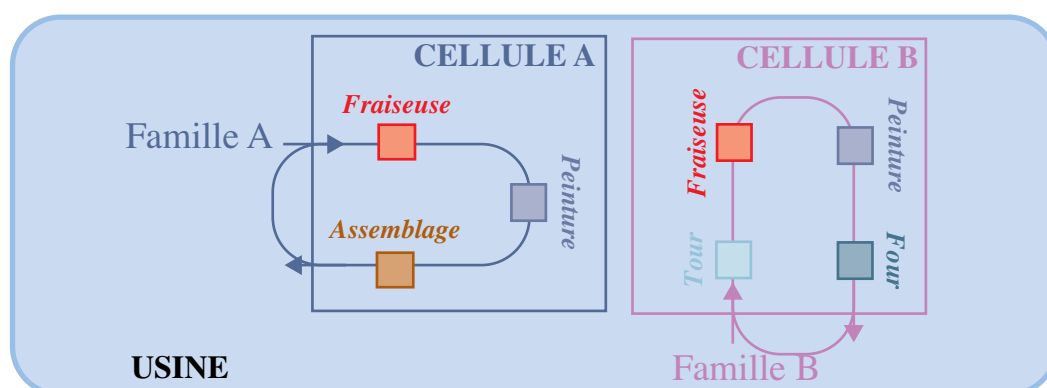 CELLULE A
Fraiseuse
Famille A
Peinture
Assemblage
CELLULE B
Fraiseuse
Peinture
Tour
Four
Famille B
USINE